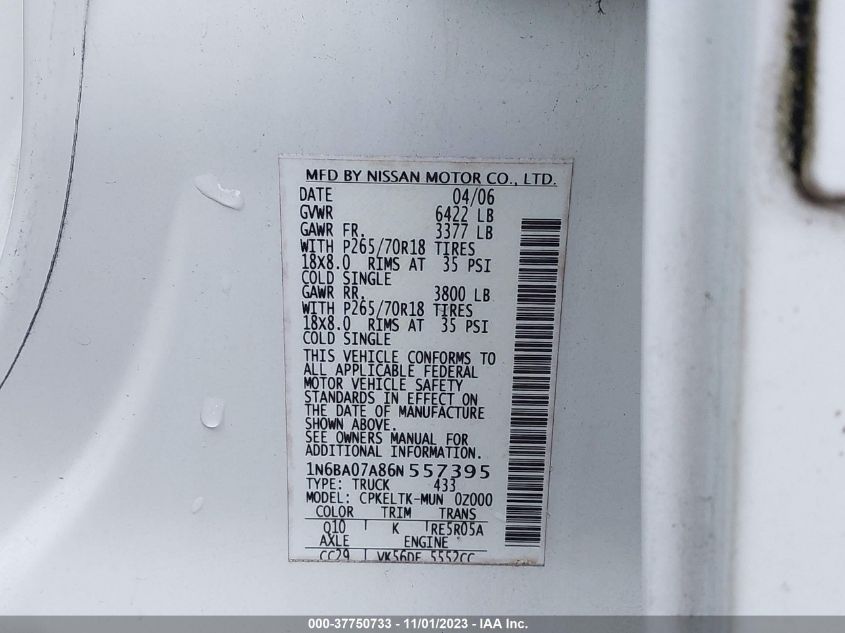 MFD BY NISSAN MOTOR CO., LTD.
DATE 04/06
GVWR 6422 LB
GAWR FR. 3377 LB
WITH P265/70R18 TIRES
18X8.0 RIMS AT 35 PSI
COLD SINGLE
GAWR RR. 3800 LB
WITH P265/70R18 TIRES
18X8.0 RIMS AT 35 PSI
COLD SINGLE
THIS VEHICLE CONFORMS TO
ALL APPLICABLE FEDERAL
MOTOR VEHICLE SAFETY
STANDARDS IN EFFECT ON
THE DATE OF MANUFACTURE
SHOWN ABOVE.
SEE OWNERS MANUAL FOR
ADDITIONAL INFORMATION.
1N6BA07A86N 557395
TYPE: TRUCK 433
MODEL: CPKELTK-MUN 0Z000
COLOR TRIM TRANS
Q10 K RE5R05A
AXLE ENGINE
CC29 VK56DE 5552CC
000-37750733 - 11/01/2023 - IAA Inc.